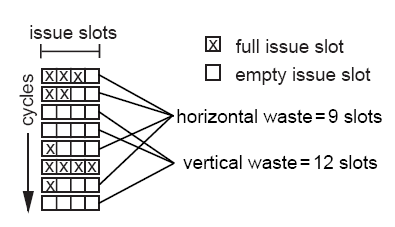 issue slots
x full issue slot
empty issue slot
cycles
x x x
x x
x
x x x x
x
horizontal waste = 9 slots
vertical waste = 12 slots